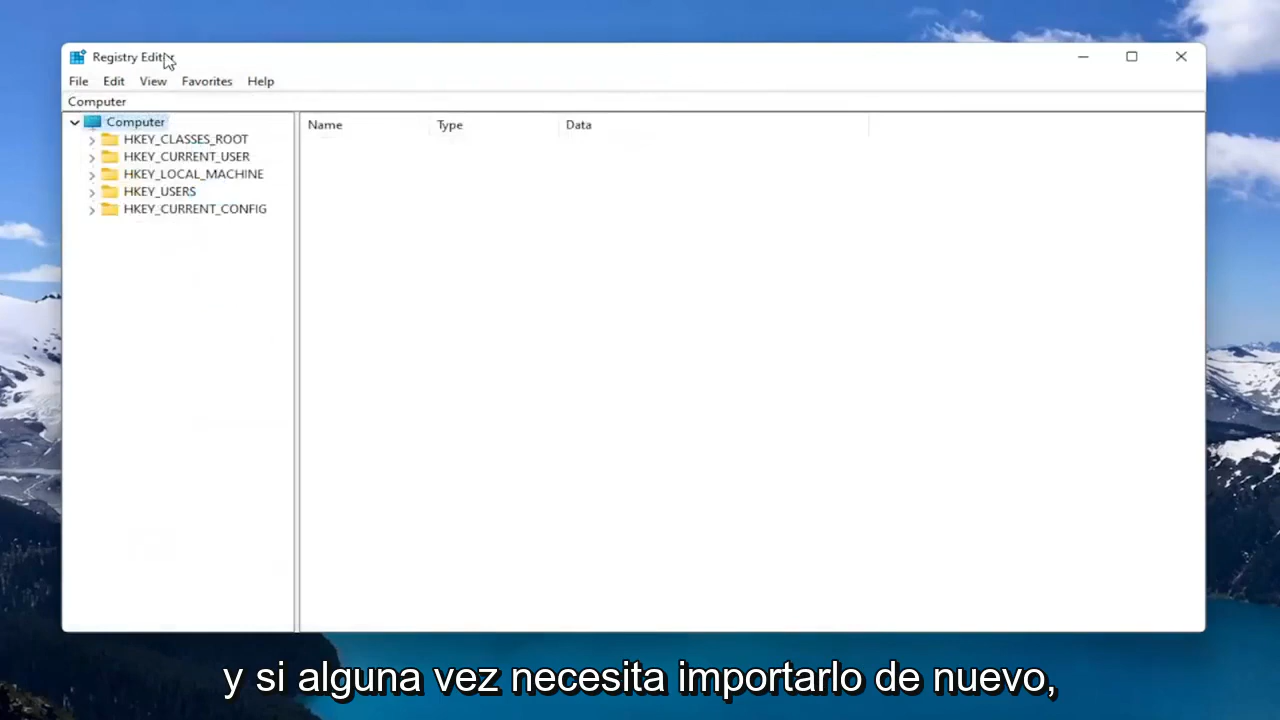 Registry Editor
File Edit View Favorites Help
Computer
Computer
HKEY_CLASSES_ROOT
HKEY_CURRENT_USER
HKEY_LOCAL_MACHINE
HKEY_USERS
HKEY_CURRENT_CONFIG
Name Type Data
y si alguna vez necesita importarlo de nuevo,